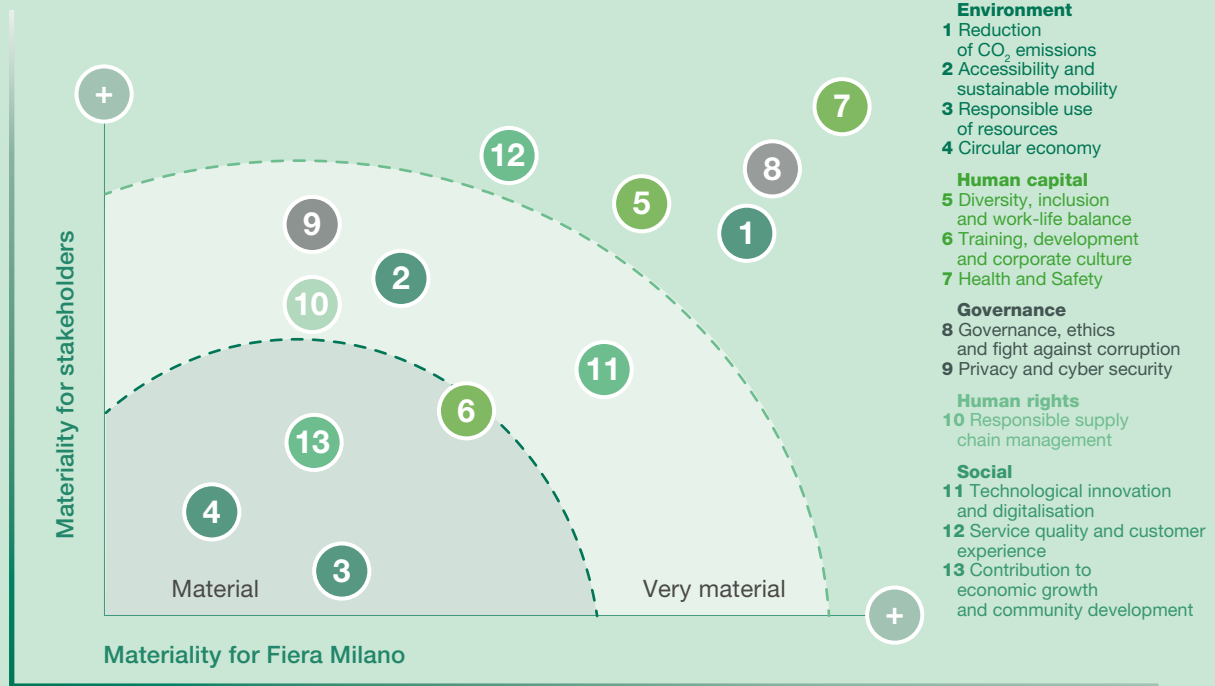 +
7
12
8
5
1
9
2
10
11
6
13
4
3
Material
Very material
+
Materiality for stakeholders
Materiality for Fiera Milano
Environment
1 Reduction
of CO₂ emissions
2 Accessibility and
sustainable mobility
3 Responsible use
of resources
4 Circular economy
Human capital
5 Diversity, inclusion
and work-life balance
6 Training, development
and corporate culture
7 Health and Safety
Governance
8 Governance, ethics
and fight against corruption
9 Privacy and cyber security
Human rights
10 Responsible supply
chain management
Social
11 Technological innovation
and digitalisation
12 Service quality and customer
experience
13 Contribution to
economic growth
and community development